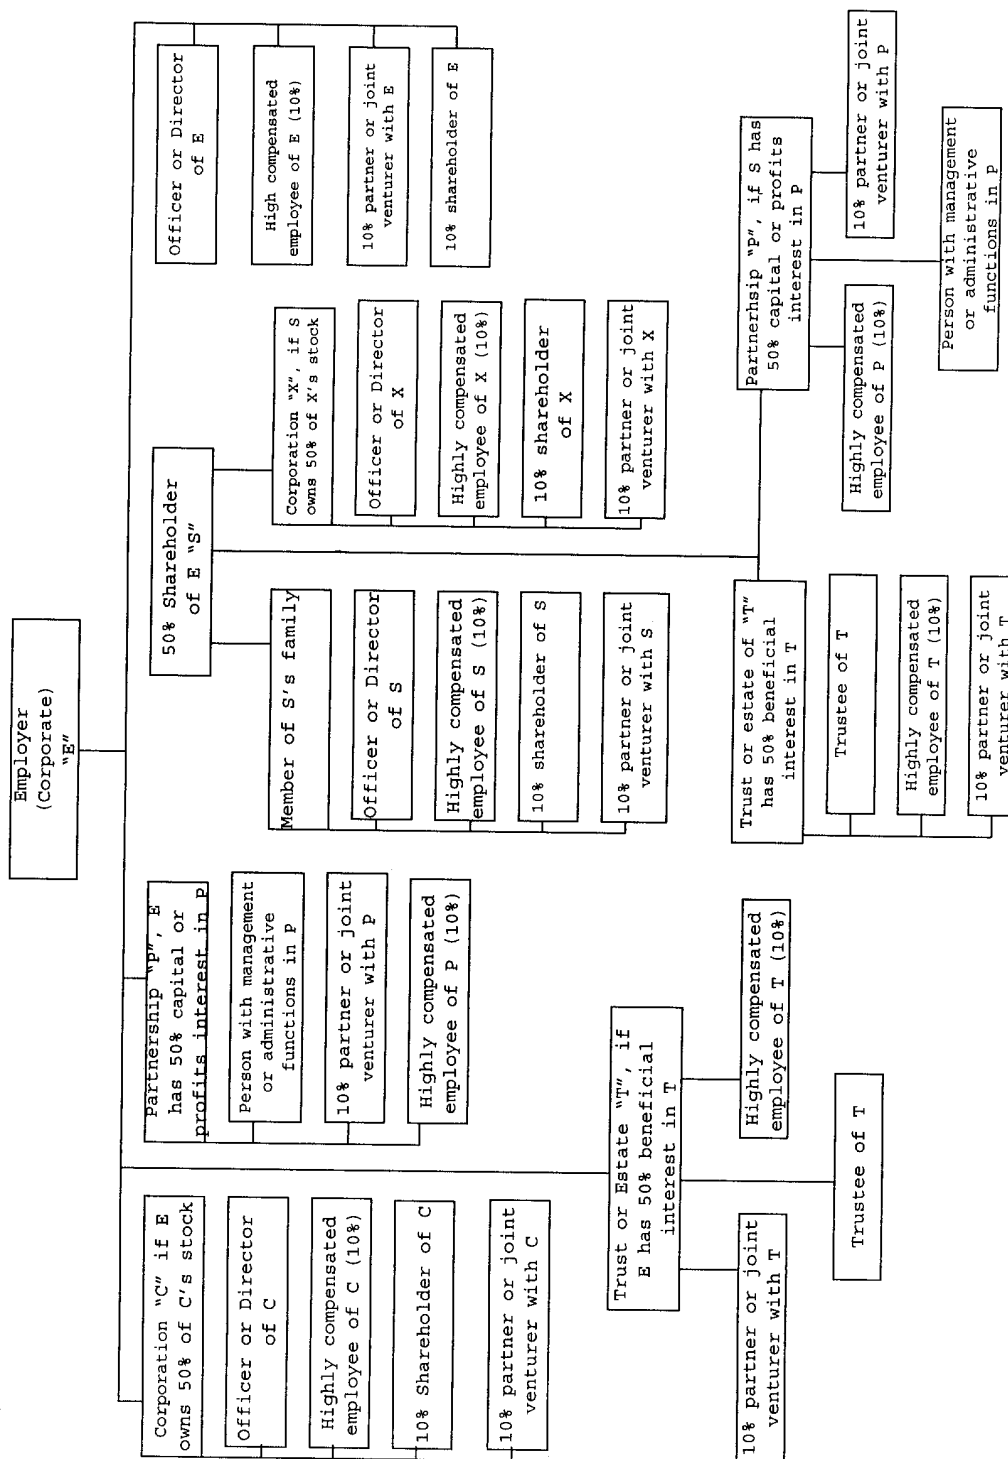 Employer
(Corporate)
"E"
Corporation "C" if E
owns 50% of C's stock
Officer or Director
of C
Highly compensated
employee of C (10%)
10% Shareholder of C
10% partner or joint
venturer with C
Partnership "P", E
has 50% capital or
profits interest in P
Person with management
or administrative
functions in P
10% partner or joint
venturer with P
Highly compensated
employee of P (10%)
50% Shareholder
of E "S"
Member of S's family
Officer or Director
of S
Highly compensated
employee of S (10%)
10% shareholder of S
10% partner or joint
venturer with S
Corporation "X", if S
owns 50% of X's stock
Officer or Director
of X
Highly compensated
employee of X (10%)
10% shareholder
of X
10% partner or joint
venturer with X
Officer or Director
of E
High compensated
employee of E (10%)
10% partner or joint
venturer with E
10% shareholder of E
Trust or Estate "T", if
E has 50% beneficial
interest in T
10% partner or joint
venturer with T
Trustee of T
Highly compensated
employee of T (10%)
Trust or estate of "T"
has 50% beneficial
interest in T
Trustee of T
Highly compensated
employee of T (10%)
10% partner or joint
venturer with T
Partnerhsip "P", if S has
50% capital or profits
interest in P
Highly compensated
employee of P (10%)
Person with management
or administrative
functions in P
10% partner or joint
venturer with P